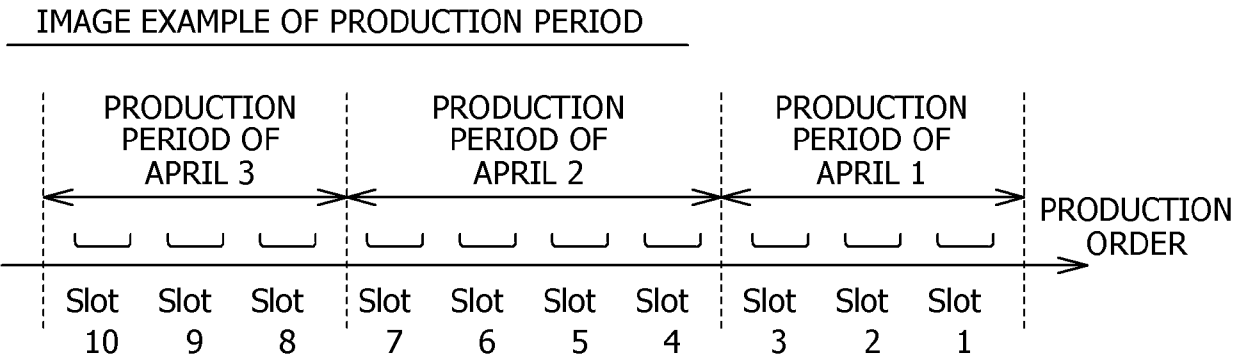 IMAGE EXAMPLE OF PRODUCTION PERIOD
PRODUCTION
PERIOD OF
APRIL 3
PRODUCTION
PERIOD OF
APRIL 2
PRODUCTION
PERIOD OF
APRIL 1
PRODUCTION
ORDER
Slot
10
Slot
9
Slot
8
Slot
7
Slot
6
Slot
5
Slot
4
Slot
3
Slot
2
Slot
1